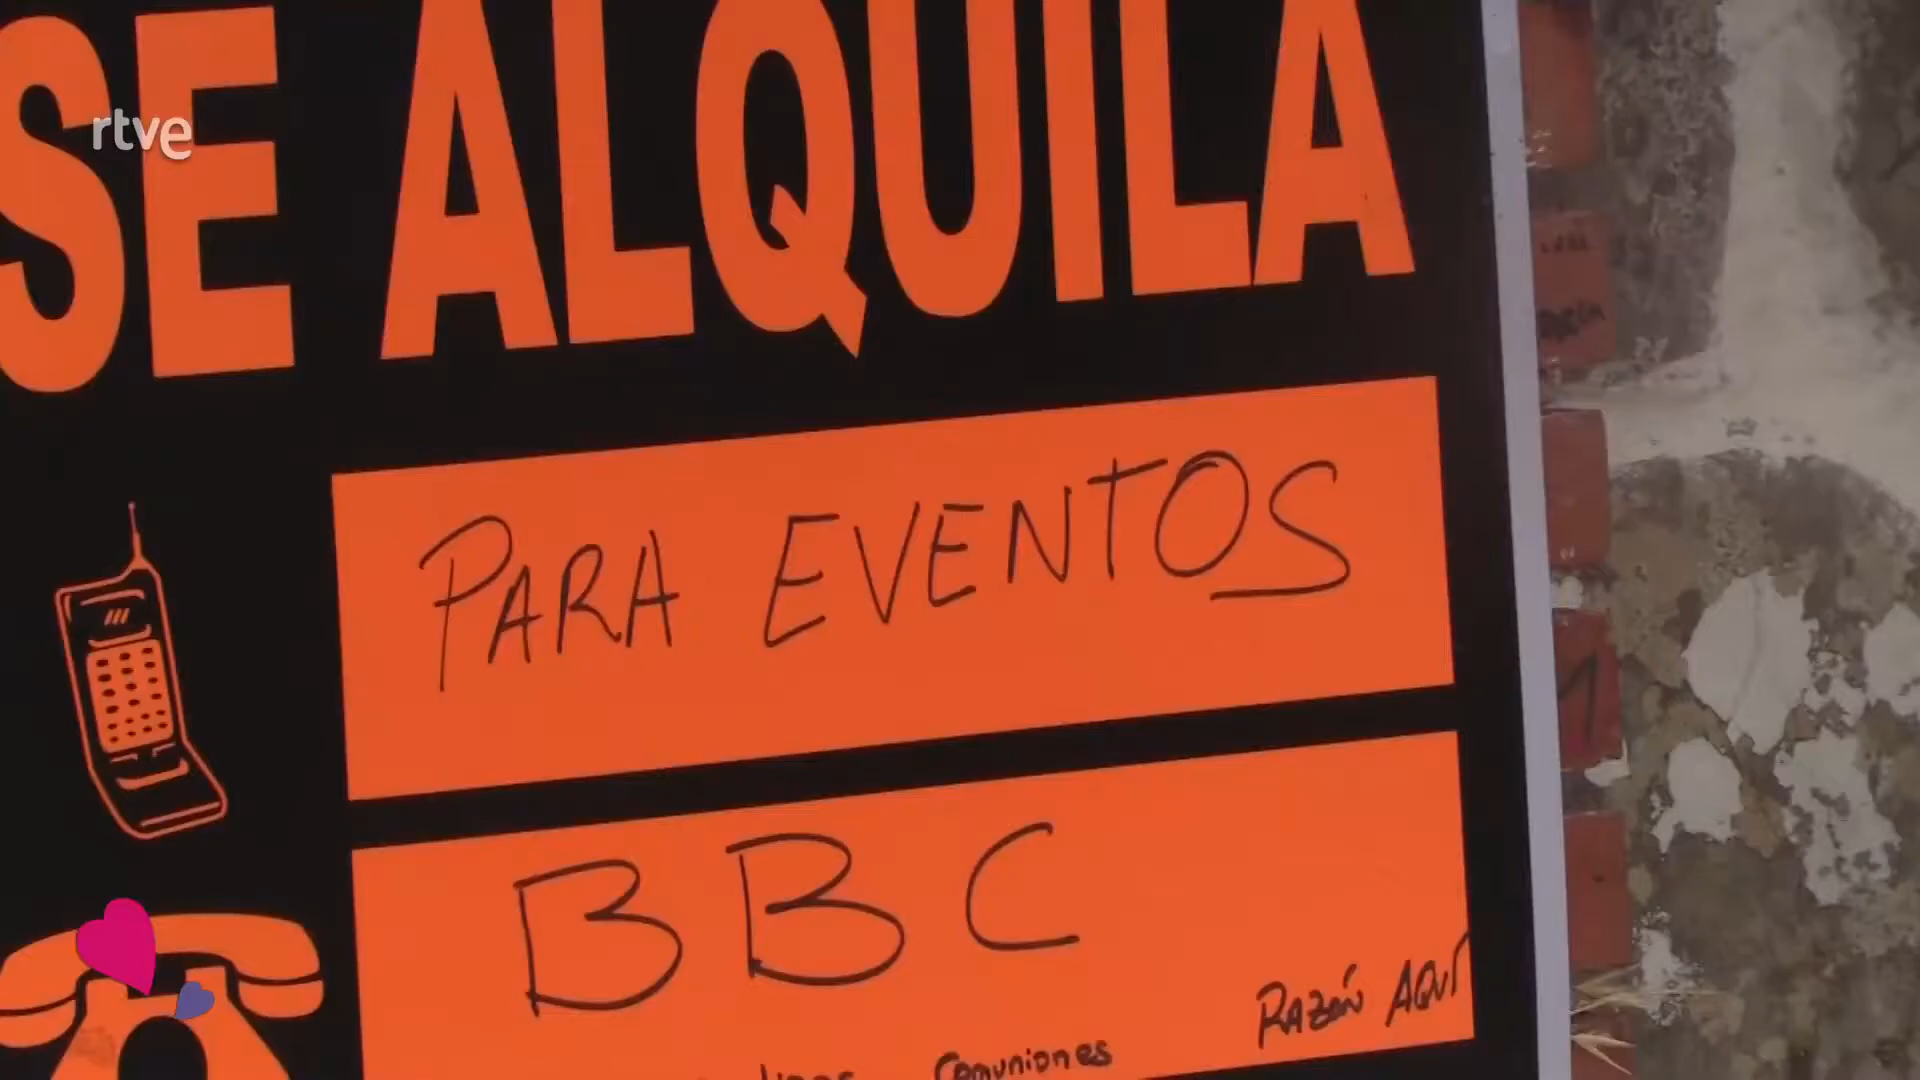 SE ALQUILA
rtve
PARA EVENTOS
BBC
RAZÓN AQUÍ
Comuniones